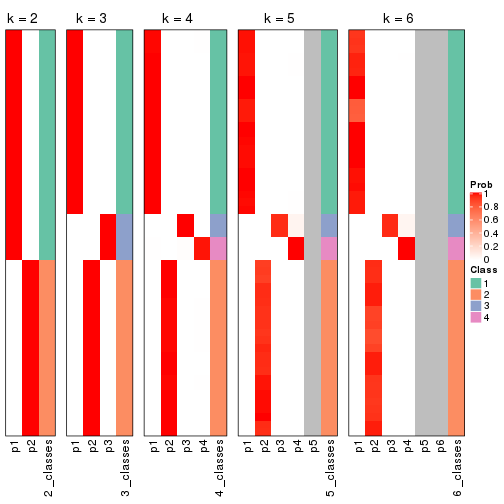 k = 2
k = 3
k = 4
k = 5
k = 6
p1
p2
2_classes
p1
p2
p3
3_classes
p1
p2
p3
p4
4_classes
p1
p2
p3
p4
p5
5_classes
p1
p2
p3
p4
p5
p6
6_classes
Prob
1
0.8
0.6
0.4
0.2
0
Class
1
2
3
4